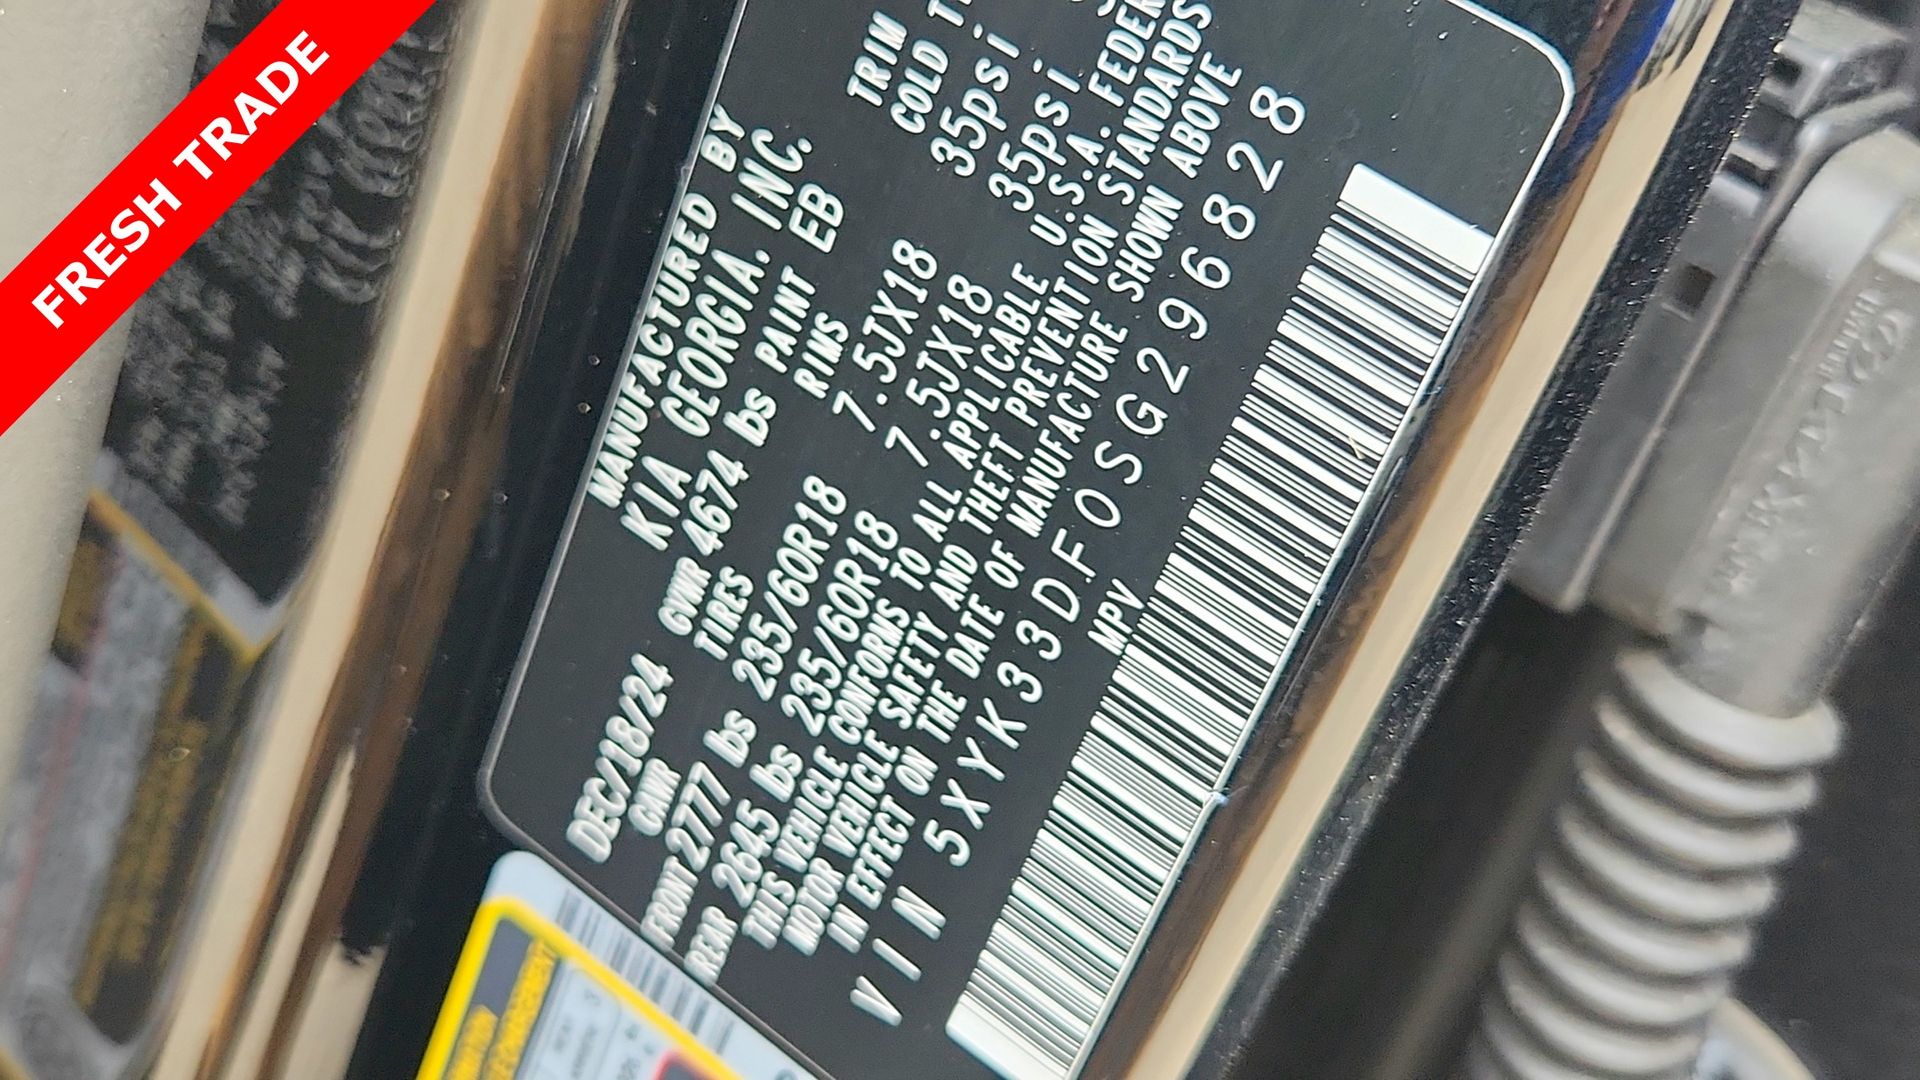 FRESH TRADE
MANUFACTURED BY
KIA GEORGIA. INC.
DEC/18/24 GVWR 4674 lbs PAINT EB TRIM
GAWR TIRES RIMS COLD
FRONT 2777 lbs 235/60R18 7.5JX18 35psi
REAR 2645 lbs 235/60R18 7.5JX18 35psi
THIS VEHICLE CONFORMS TO ALL APPLICABLE U.S.A.
MOTOR VEHICLE SAFETY AND THEFT PREVENTION STANDARDS
IN EFFECT ON THE DATE OF MANUFACTURE SHOWN ABOVE
VIN 5XYK33DF0SG296828
MPV